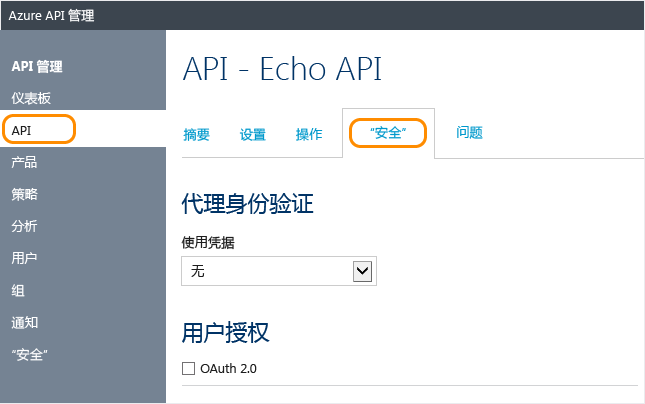 Azure API 管理
API 管理
仪表板
API
产品
策略
分析
用户
组
通知
"安全"
API - Echo API
摘要 设置 操作 "安全" 问题
代理身份验证
使用凭据
无
用户授权
OAuth 2.0